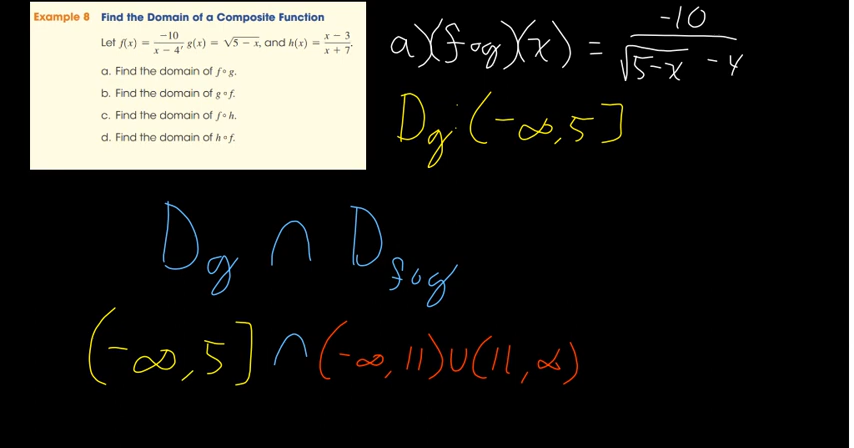 Example 8 Find the Domain of a Composite Function
Let f(x) = -10/(x - 4), g(x) = √(5 - x), and h(x) = (x - 3)/(x + 7).
a. Find the domain of f∘g.
b. Find the domain of g∘f.
c. Find the domain of f∘h.
d. Find the domain of h∘f.
a)(fog)(x) = -10/(√(5-x) - 4)
Dg: (-∞,5]
Dg ∩ Dfog
(-∞,5] ∩ (-∞,11)∪(11,∞)